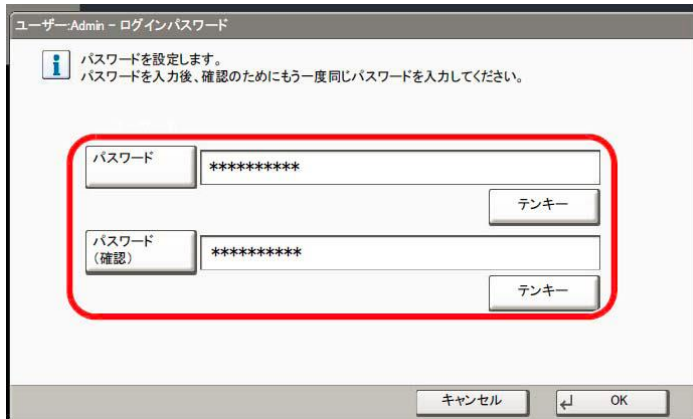 ユーザー:Admin - ログインパスワード
パスワードを設定します。
パスワードを入力後、確認のためにもう一度同じパスワードを入力してください。
パスワード
**********
テンキー
パスワード
（確認）
**********
テンキー
キャンセル
OK